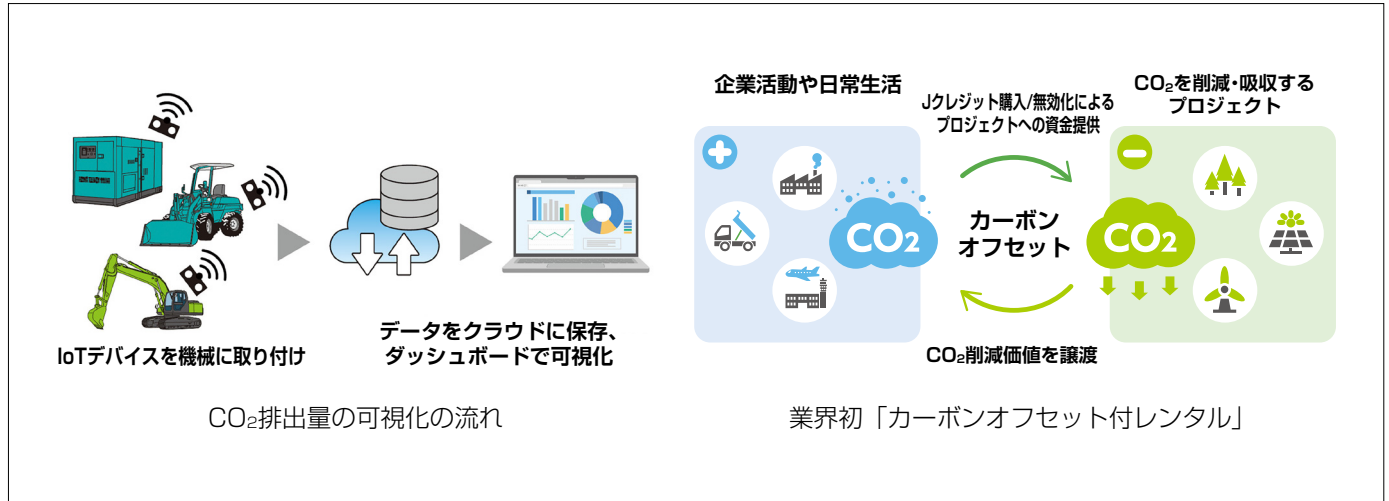 IoTデバイスを機械に取り付け
データをクラウドに保存、
ダッシュボードで可視化
CO₂排出量の可視化の流れ
企業活動や日常生活
Jクレジット購入/無効化による
プロジェクトへの資金提供
CO₂を削減・吸収する
プロジェクト
CO2
カーボン
オフセット
CO2
CO₂削減価値を譲渡
業界初「カーボンオフセット付レンタル」